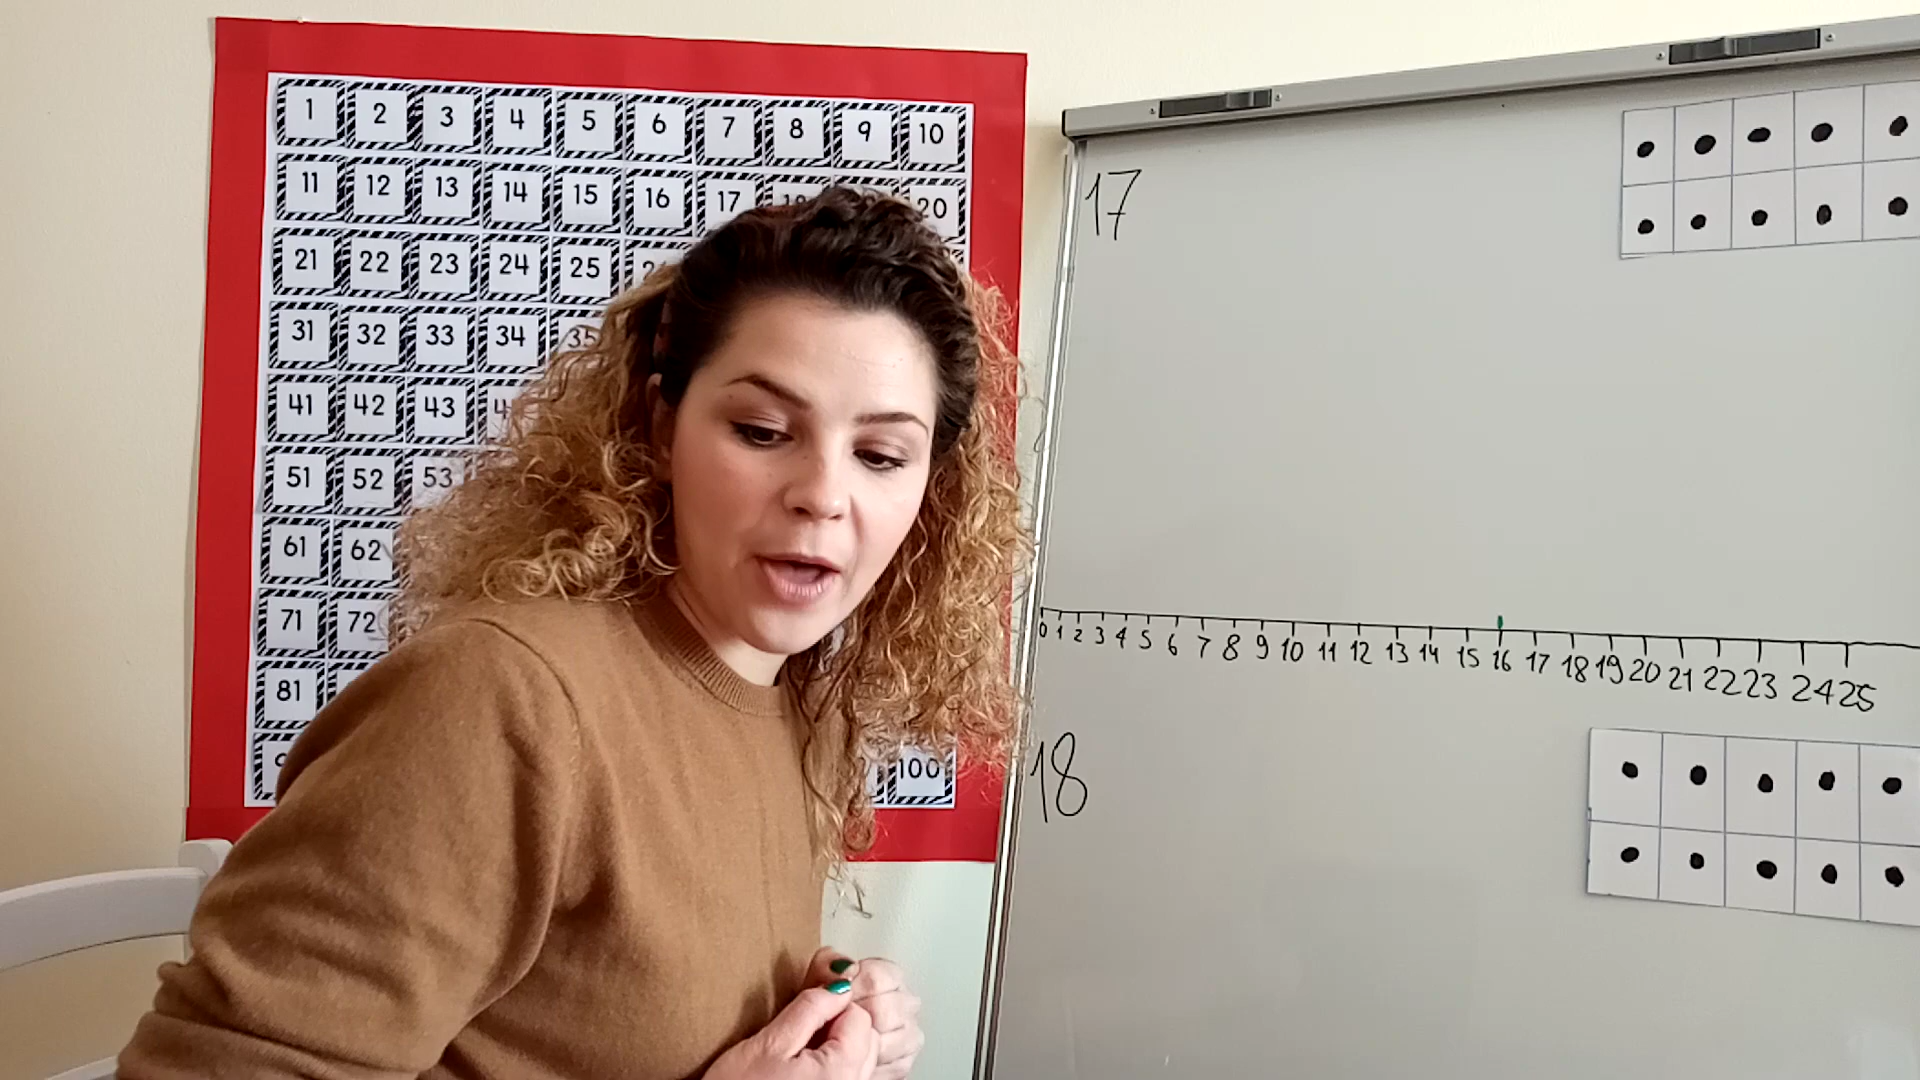 1 2 3 4 5 6 7 8 9 10
11 12 13 14 15 16 17 20
21 22 23 24 25
31 32 33 34 35
41 42 43
51 52 53
61 62
71 72
81
100
17
0 1 2 3 4 5 6 7 8 9 10 11 12 13 14 15 16 17 18 19 20 21 22 23 24 25
18